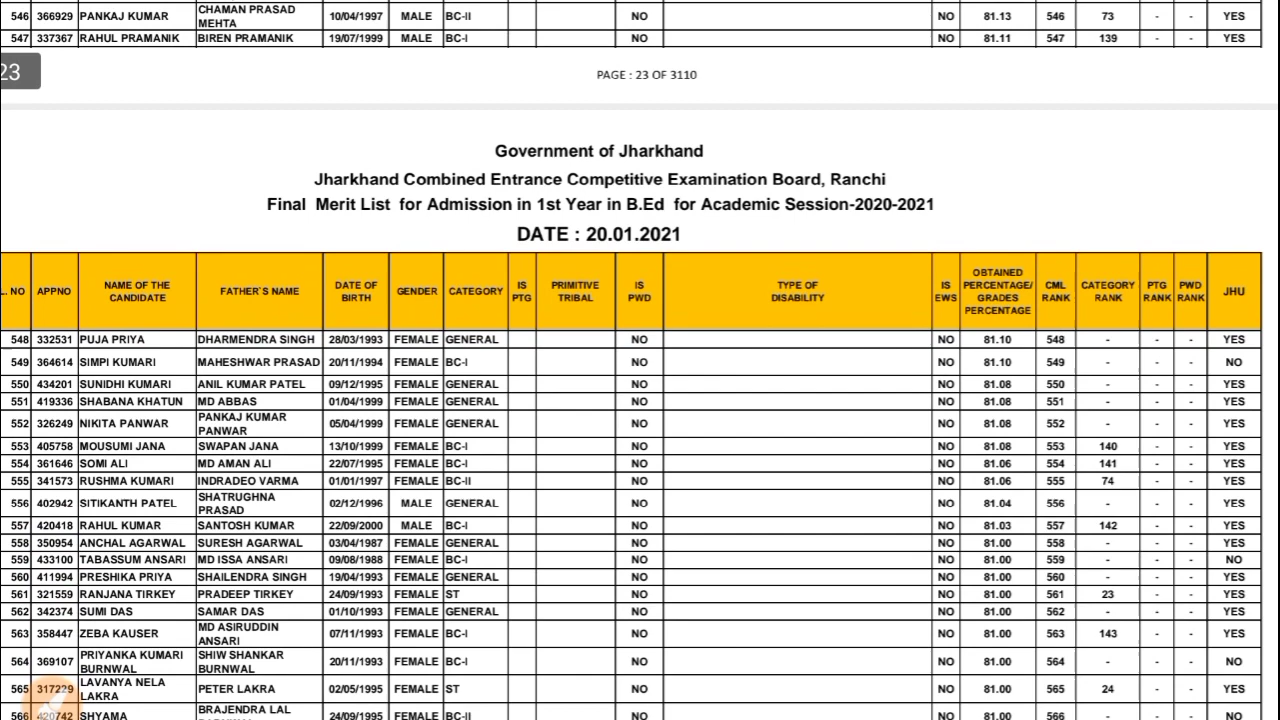 546 366929 PANKAJ KUMAR CHAMAN PRASAD MEHTA 10/04/1997 MALE BC-II NO NO 81.13 546 73 - - YES
547 337367 RAHUL PRAMANIK BIREN PRAMANIK 19/07/1999 MALE BC-I NO NO 81.11 547 139 - - YES
23
PAGE : 23 OF 3110
Government of Jharkhand
Jharkhand Combined Entrance Competitive Examination Board, Ranchi
Final Merit List for Admission in 1st Year in B.Ed for Academic Session-2020-2021
DATE : 20.01.2021
L. NO APPNO NAME OF THE CANDIDATE FATHER`S NAME DATE OF BIRTH GENDER CATEGORY IS PTG PRIMITIVE TRIBAL IS PWD TYPE OF DISABILITY IS EWS OBTAINED PERCENTAGE/ GRADES PERCENTAGE CML RANK CATEGORY RANK PTG RANK PWD RANK JHU
548 332531 PUJA PRIYA DHARMENDRA SINGH 28/03/1993 FEMALE GENERAL NO NO 81.10 548 - - - YES
549 364614 SIMPI KUMARI MAHESHWAR PRASAD 20/11/1994 FEMALE BC-I NO NO 81.10 549 - - - NO
550 434201 SUNIDHI KUMARI ANIL KUMAR PATEL 09/12/1995 FEMALE GENERAL NO NO 81.08 550 - - - YES
551 419336 SHABANA KHATUN MD ABBAS 01/04/1999 FEMALE GENERAL NO NO 81.08 551 - - - YES
552 326249 NIKITA PANWAR PANKAJ KUMAR PANWAR 05/04/1999 FEMALE GENERAL NO NO 81.08 552 - - - YES
553 405758 MOUSUMI JANA SWAPAN JANA 13/10/1999 FEMALE BC-I NO NO 81.08 553 140 - - YES
554 361646 SOMI ALI MD AMAN ALI 22/07/1995 FEMALE BC-I NO NO 81.06 554 141 - - YES
555 341573 RUSHMA KUMARI INDRADEO VARMA 01/01/1997 FEMALE BC-II NO NO 81.06 555 74 - - YES
556 402942 SITIKANTH PATEL SHATRUGHNA PRASAD 02/12/1996 MALE GENERAL NO NO 81.04 556 - - - YES
557 420418 RAHUL KUMAR SANTOSH KUMAR 22/09/2000 MALE BC-I NO NO 81.03 557 142 - - YES
558 350954 ANCHAL AGARWAL SURESH AGARWAL 03/04/1987 FEMALE GENERAL NO NO 81.00 558 - - - YES
559 433100 TABASSUM ANSARI MD ISSA ANSARI 09/08/1988 FEMALE BC-I NO NO 81.00 559 - - - NO
560 411994 PRESHIKA PRIYA SHAILENDRA SINGH 19/04/1993 FEMALE GENERAL NO NO 81.00 560 - - - YES
561 321559 RANJANA TIRKEY PRADEEP TIRKEY 24/09/1993 FEMALE ST NO NO 81.00 561 23 - - YES
562 342374 SUMI DAS SAMAR DAS 01/10/1993 FEMALE GENERAL NO NO 81.00 562 - - - YES
563 358447 ZEBA KAUSER MD ASIRUDDIN ANSARI 07/11/1993 FEMALE BC-I NO NO 81.00 563 143 - - YES
564 369107 PRIYANKA KUMARI BURNWAL SHIW SHANKAR BURNWAL 20/11/1993 FEMALE BC-I NO NO 81.00 564 - - - NO
565 317229 LAVANYA NELA LAKRA PETER LAKRA 02/05/1995 FEMALE ST NO NO 81.00 565 24 - - YES
566 420742 SHYAMA BRAJENDRA LAL 24/09/1995 FEMALE BC-II NO NO 81.00 566 - - - NO